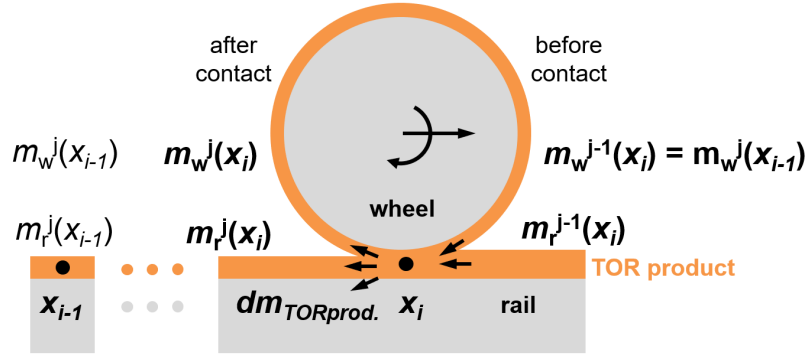 after
contact
before
contact
m_w^j(x_{i-1})
m_w^j(x_i)
m_w^{j-1}(x_i) = m_w^j(x_{i-1})
wheel
m_r^j(x_{i-1})
m_r^j(x_i)
m_r^{j-1}(x_i)
TOR product
x_{i-1}
dm_{TORprod.}
x_i
rail